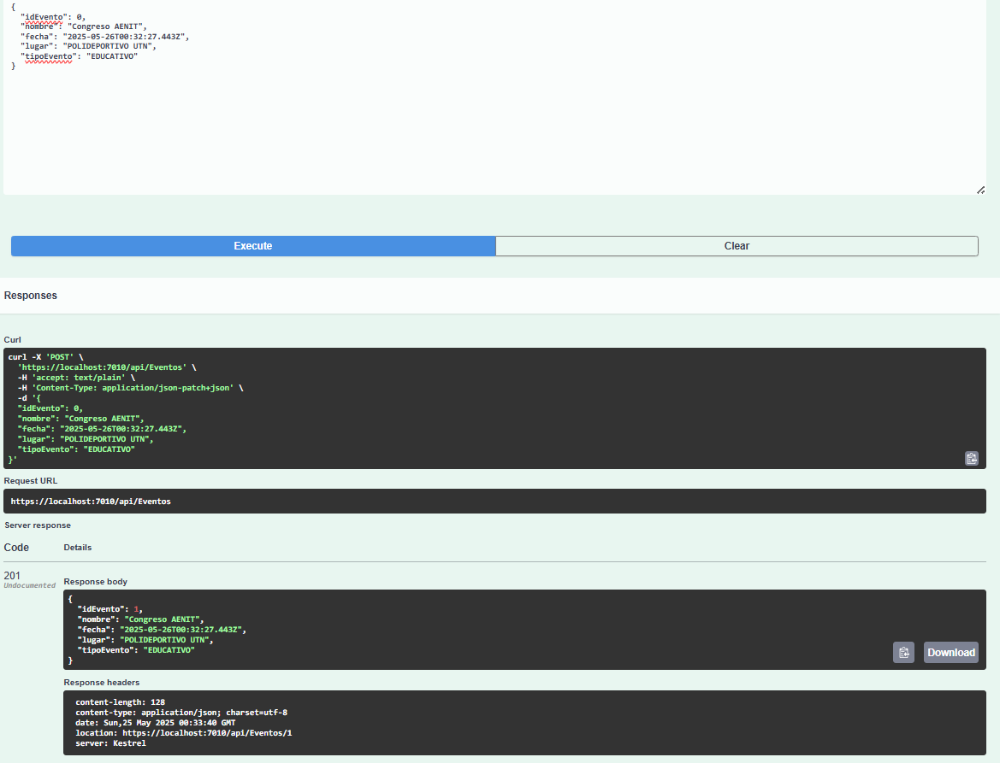 {
  "idEvento": 0,
  "nombre": "Congreso AENIT",
  "fecha": "2025-05-26T00:32:27.443Z",
  "lugar": "POLIDEPORTIVO UTN",
  "tipoEvento": "EDUCATIVO"
}
Execute Clear
Responses
Curl
curl -X 'POST' \
  'https://localhost:7010/api/Eventos' \
  -H 'accept: text/plain' \
  -H 'Content-Type: application/json-patch+json' \
  -d '{
  "idEvento": 0,
  "nombre": "Congreso AENIT",
  "fecha": "2025-05-26T00:32:27.443Z",
  "lugar": "POLIDEPORTIVO UTN",
  "tipoEvento": "EDUCATIVO"
}'
Request URL
https://localhost:7010/api/Eventos
Server response
Code Details
201
Undocumented
Response body
{
  "idEvento": 1,
  "nombre": "Congreso AENIT",
  "fecha": "2025-05-26T00:32:27.443Z",
  "lugar": "POLIDEPORTIVO UTN",
  "tipoEvento": "EDUCATIVO"
}
Download
Response headers
content-length: 128
content-type: application/json; charset=utf-8
date: Sun,25 May 2025 00:33:40 GMT
location: https://localhost:7010/api/Eventos/1
server: Kestrel